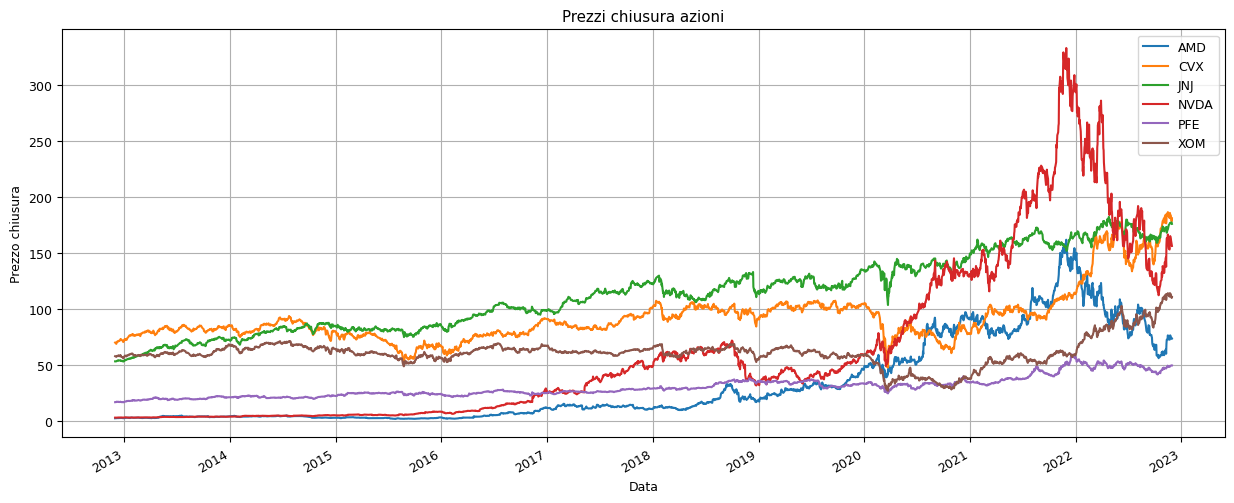 Prezzi chiusura azioni
AMD
CVX
JNJ
NVDA
PFE
XOM
300
250
200
150
100
50
0
Prezzo chiusura
2013 2014 2015 2016 2017 2018 2019 2020 2021 2022 2023
Data